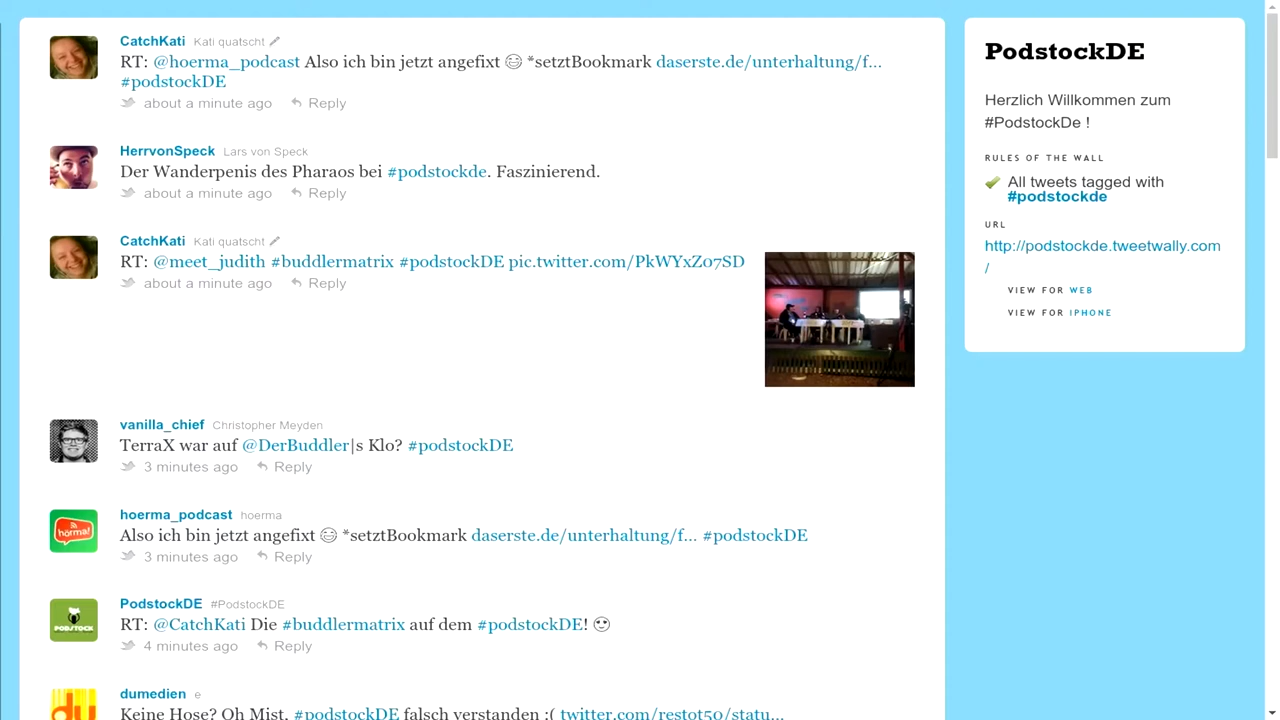 CatchKati Kati quatscht
RT: @hoerma_podcast Also ich bin jetzt angefixt 😅 *setztBookmark daserste.de/unterhaltung/f...
#podstockDE
about a minute ago Reply
HerrvonSpeck Lars von Speck
Der Wanderpenis des Pharaos bei #podstockde. Faszinierend.
about a minute ago Reply
CatchKati Kati quatscht
RT: @meet_judith #buddlermatrix #podstockDE pic.twitter.com/PkWYxZ07SD
about a minute ago Reply
vanilla_chief Christopher Meyden
TerraX war auf @DerBuddler|s Klo? #podstockDE
3 minutes ago Reply
hörma!
hoerma_podcast hoerma
Also ich bin jetzt angefixt 😅 *setztBookmark daserste.de/unterhaltung/f... #podstockDE
3 minutes ago Reply
PODSTOCK
PodstockDE #PodstockDE
RT: @CatchKati Die #buddlermatrix auf dem #podstockDE! 😍
4 minutes ago Reply
du
dumedien e
Keine Hose? Oh Mist, #podstockDE falsch verstanden :( twitter.com/restot50/statu...
PodstockDE
Herzlich Willkommen zum
#PodstockDe !
RULES OF THE WALL
All tweets tagged with
#podstockde
URL
http://podstockde.tweetwally.com
/
VIEW FOR WEB
VIEW FOR IPHONE